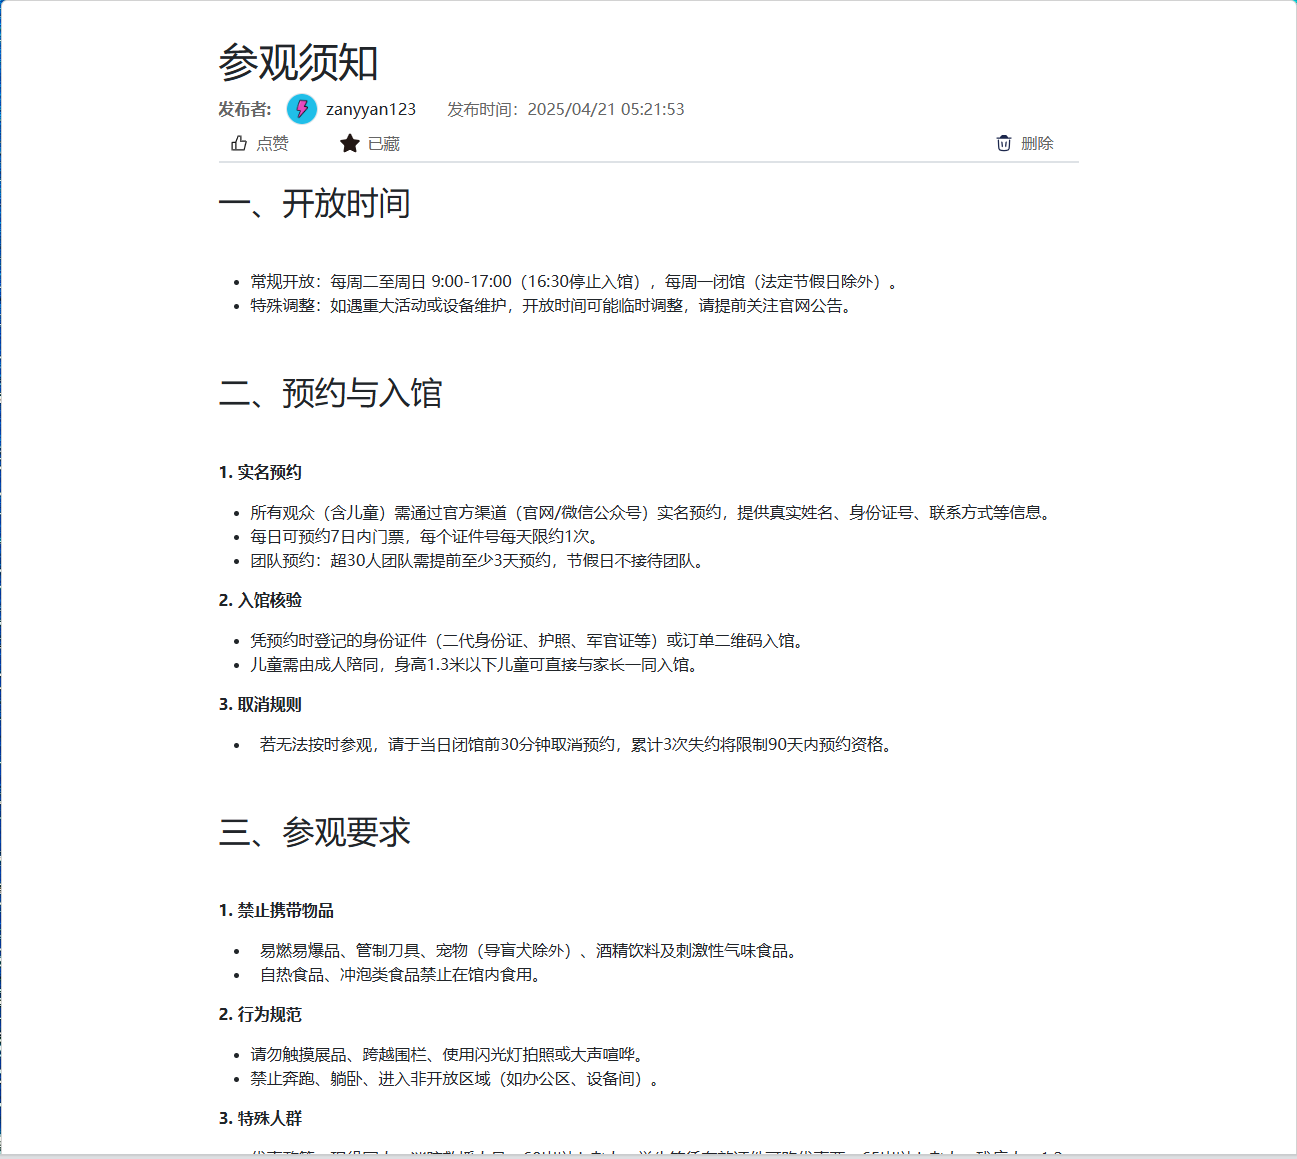 参观须知
发布者: zanyyan123 发布时间：2025/04/21 05:21:53
点赞 已藏 删除
一、开放时间
常规开放：每周二至周日 9:00-17:00（16:30停止入馆），每周一闭馆（法定节假日除外）。
特殊调整：如遇重大活动或设备维护，开放时间可能临时调整，请提前关注官网公告。
二、预约与入馆
1. 实名预约
所有观众（含儿童）需通过官方渠道（官网/微信公众号）实名预约，提供真实姓名、身份证号、联系方式等信息。
每日可预约7日内门票，每个证件号每天限约1次。
团队预约：超30人团队需提前至少3天预约，节假日不接待团队。
2. 入馆核验
凭预约时登记的身份证件（二代身份证、护照、军官证等）或订单二维码入馆。
儿童需由成人陪同，身高1.3米以下儿童可直接与家长一同入馆。
3. 取消规则
若无法按时参观，请于当日闭馆前30分钟取消预约，累计3次失约将限制90天内预约资格。
三、参观要求
1. 禁止携带物品
易燃易爆品、管制刀具、宠物（导盲犬除外）、酒精饮料及刺激性气味食品。
自热食品、冲泡类食品禁止在馆内食用。
2. 行为规范
请勿触摸展品、跨越围栏、使用闪光灯拍照或大声喧哗。
禁止奔跑、躺卧、进入非开放区域（如办公区、设备间）。
3. 特殊人群